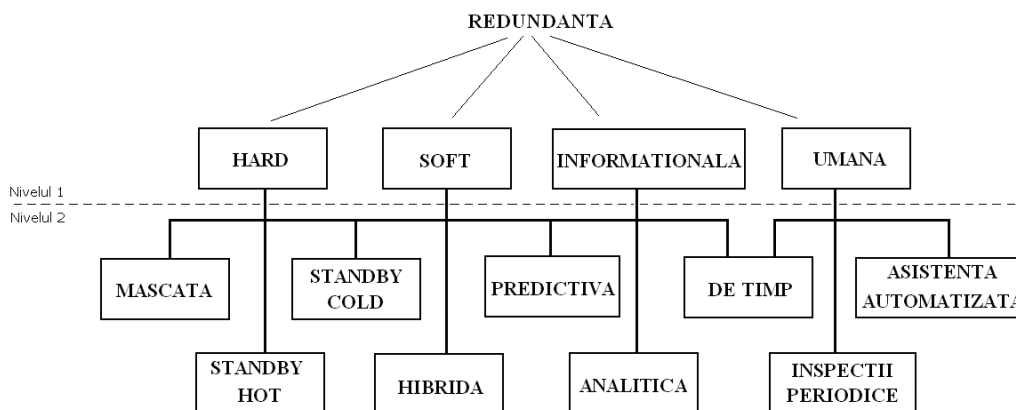 REDUNDANTA
HARD
SOFT
INFORMATIONALA
UMANA
Nivelul 1
Nivelul 2
MASCATA
STANDBY
COLD
PREDICTIVA
DE TIMP
ASISTENTA
AUTOMATIZATA
STANDBY
HOT
HIBRIDA
ANALITICA
INSPECTII
PERIODICE